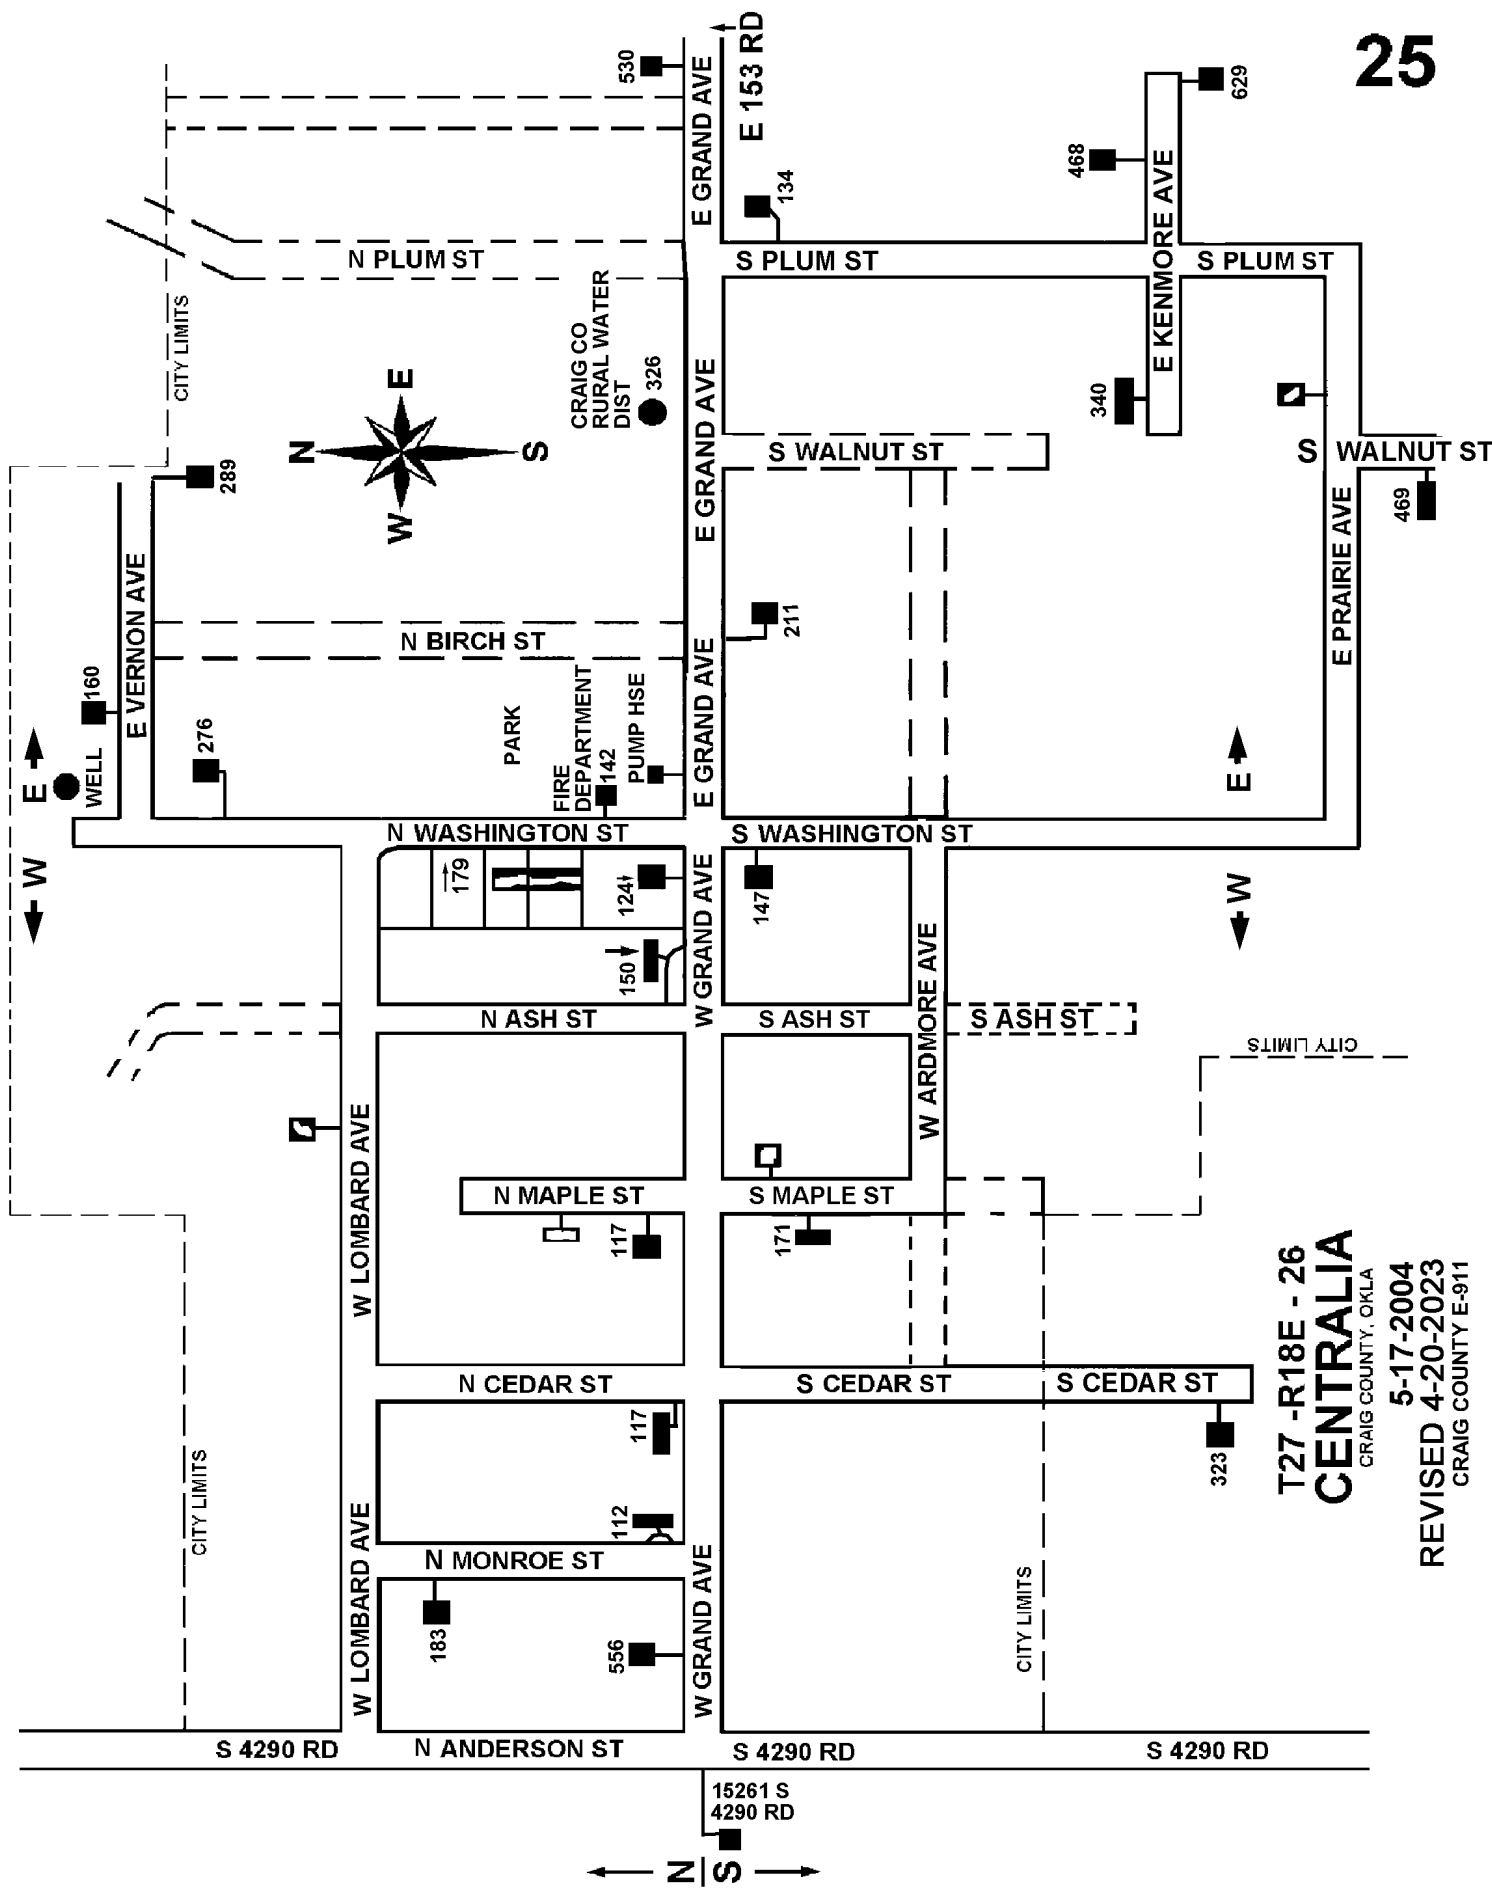 25
E 153 RD
530
E GRAND AVE
629
468
134
E KENMORE AVE
N PLUM ST
S PLUM ST
S PLUM ST
CITY LIMITS
CRAIG CO
RURAL WATER
DIST
326
N
E
S
W
E GRAND AVE
340
S WALNUT ST
S WALNUT ST
469
289
E VERNON AVE
N BIRCH ST
211
E PRAIRIE AVE
160
276
PARK
FIRE
DEPARTMENT
142
PUMP HSE
E GRAND AVE
WELL
E
W
E
W
N WASHINGTON ST
S WASHINGTON ST
179
124
147
150
W GRAND AVE
W ARDMORE AVE
N ASH ST
S ASH ST
S ASH ST
CITY LIMITS
W LOMBARD AVE
N MAPLE ST
S MAPLE ST
117
171
N CEDAR ST
S CEDAR ST
S CEDAR ST
117
112
323
CITY LIMITS
W LOMBARD AVE
N MONROE ST
183
556
W GRAND AVE
CITY LIMITS
S 4290 RD
N ANDERSON ST
S 4290 RD
S 4290 RD
15261 S
4290 RD
N
S
T27 -R18E - 26
CENTRALIA
CRAIG COUNTY, OKLA
5-17-2004
REVISED 4-20-2023
CRAIG COUNTY E-911